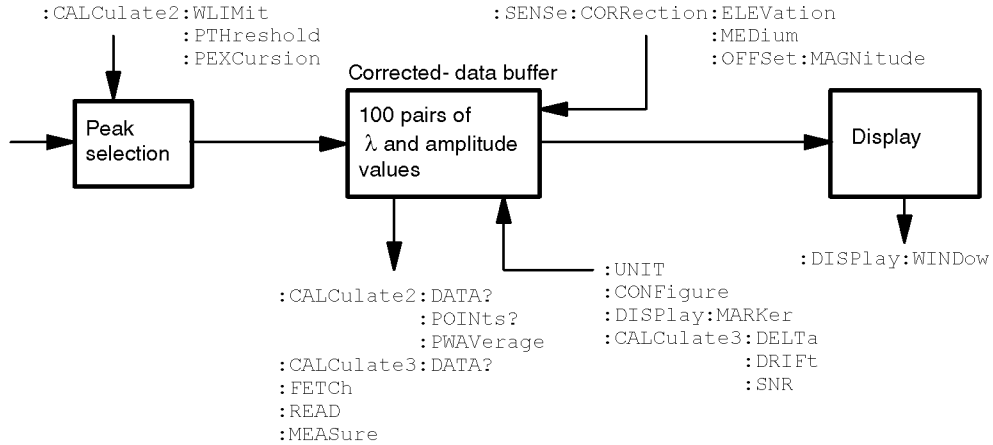 :CALCulate2:WLIMit
:PTHreshold
:PEXCursion
:SENSe:CORRection:ELEVation
:MEDium
:OFFSet:MAGNitude
Corrected- data buffer
Peak
selection
100 pairs of
λ and amplitude
values
Display
:DISPlay:WINDow
:CALCulate2:DATA?
:POINts?
:PWAVerage
:CALCulate3:DATA?
:FETCh
:READ
:MEASure
:UNIT
:CONFigure
:DISPlay:MARKer
:CALCulate3:DELTa
:DRIFt
:SNR